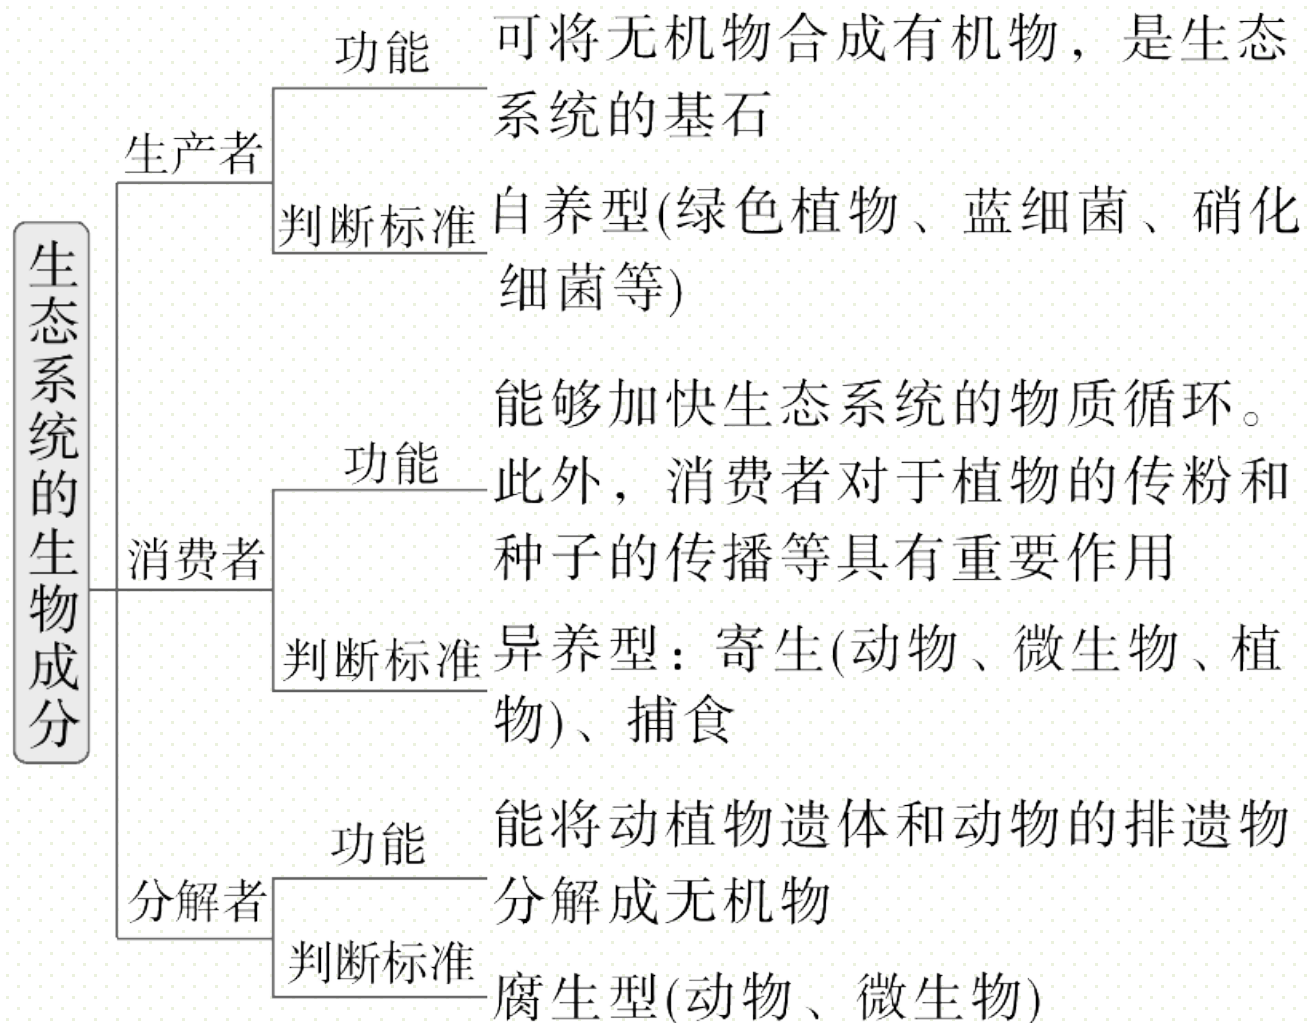 生态系统的生物成分
生产者
功能
可将无机物合成有机物，是生态
系统的基石
判断标准
自养型(绿色植物、蓝细菌、硝化
细菌等)
消费者
功能
能够加快生态系统的物质循环。
此外，消费者对于植物的传粉和
种子的传播等具有重要作用
判断标准
异养型：寄生(动物、微生物、植
物)、捕食
分解者
功能
能将动植物遗体和动物的排遗物
分解成无机物
判断标准
腐生型(动物、微生物)